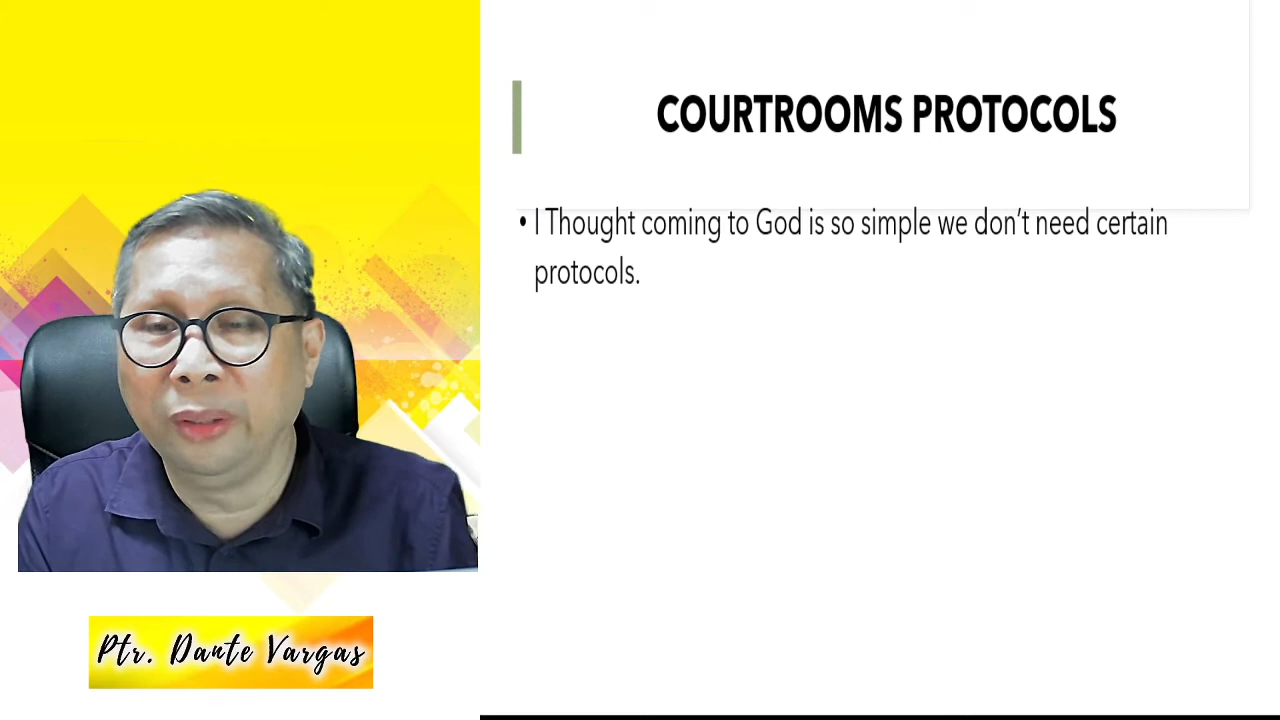 COURTROOMS PROTOCOLS
• I Thought coming to God is so simple we don’t need certain
protocols.
Ptr. Dante Vargas